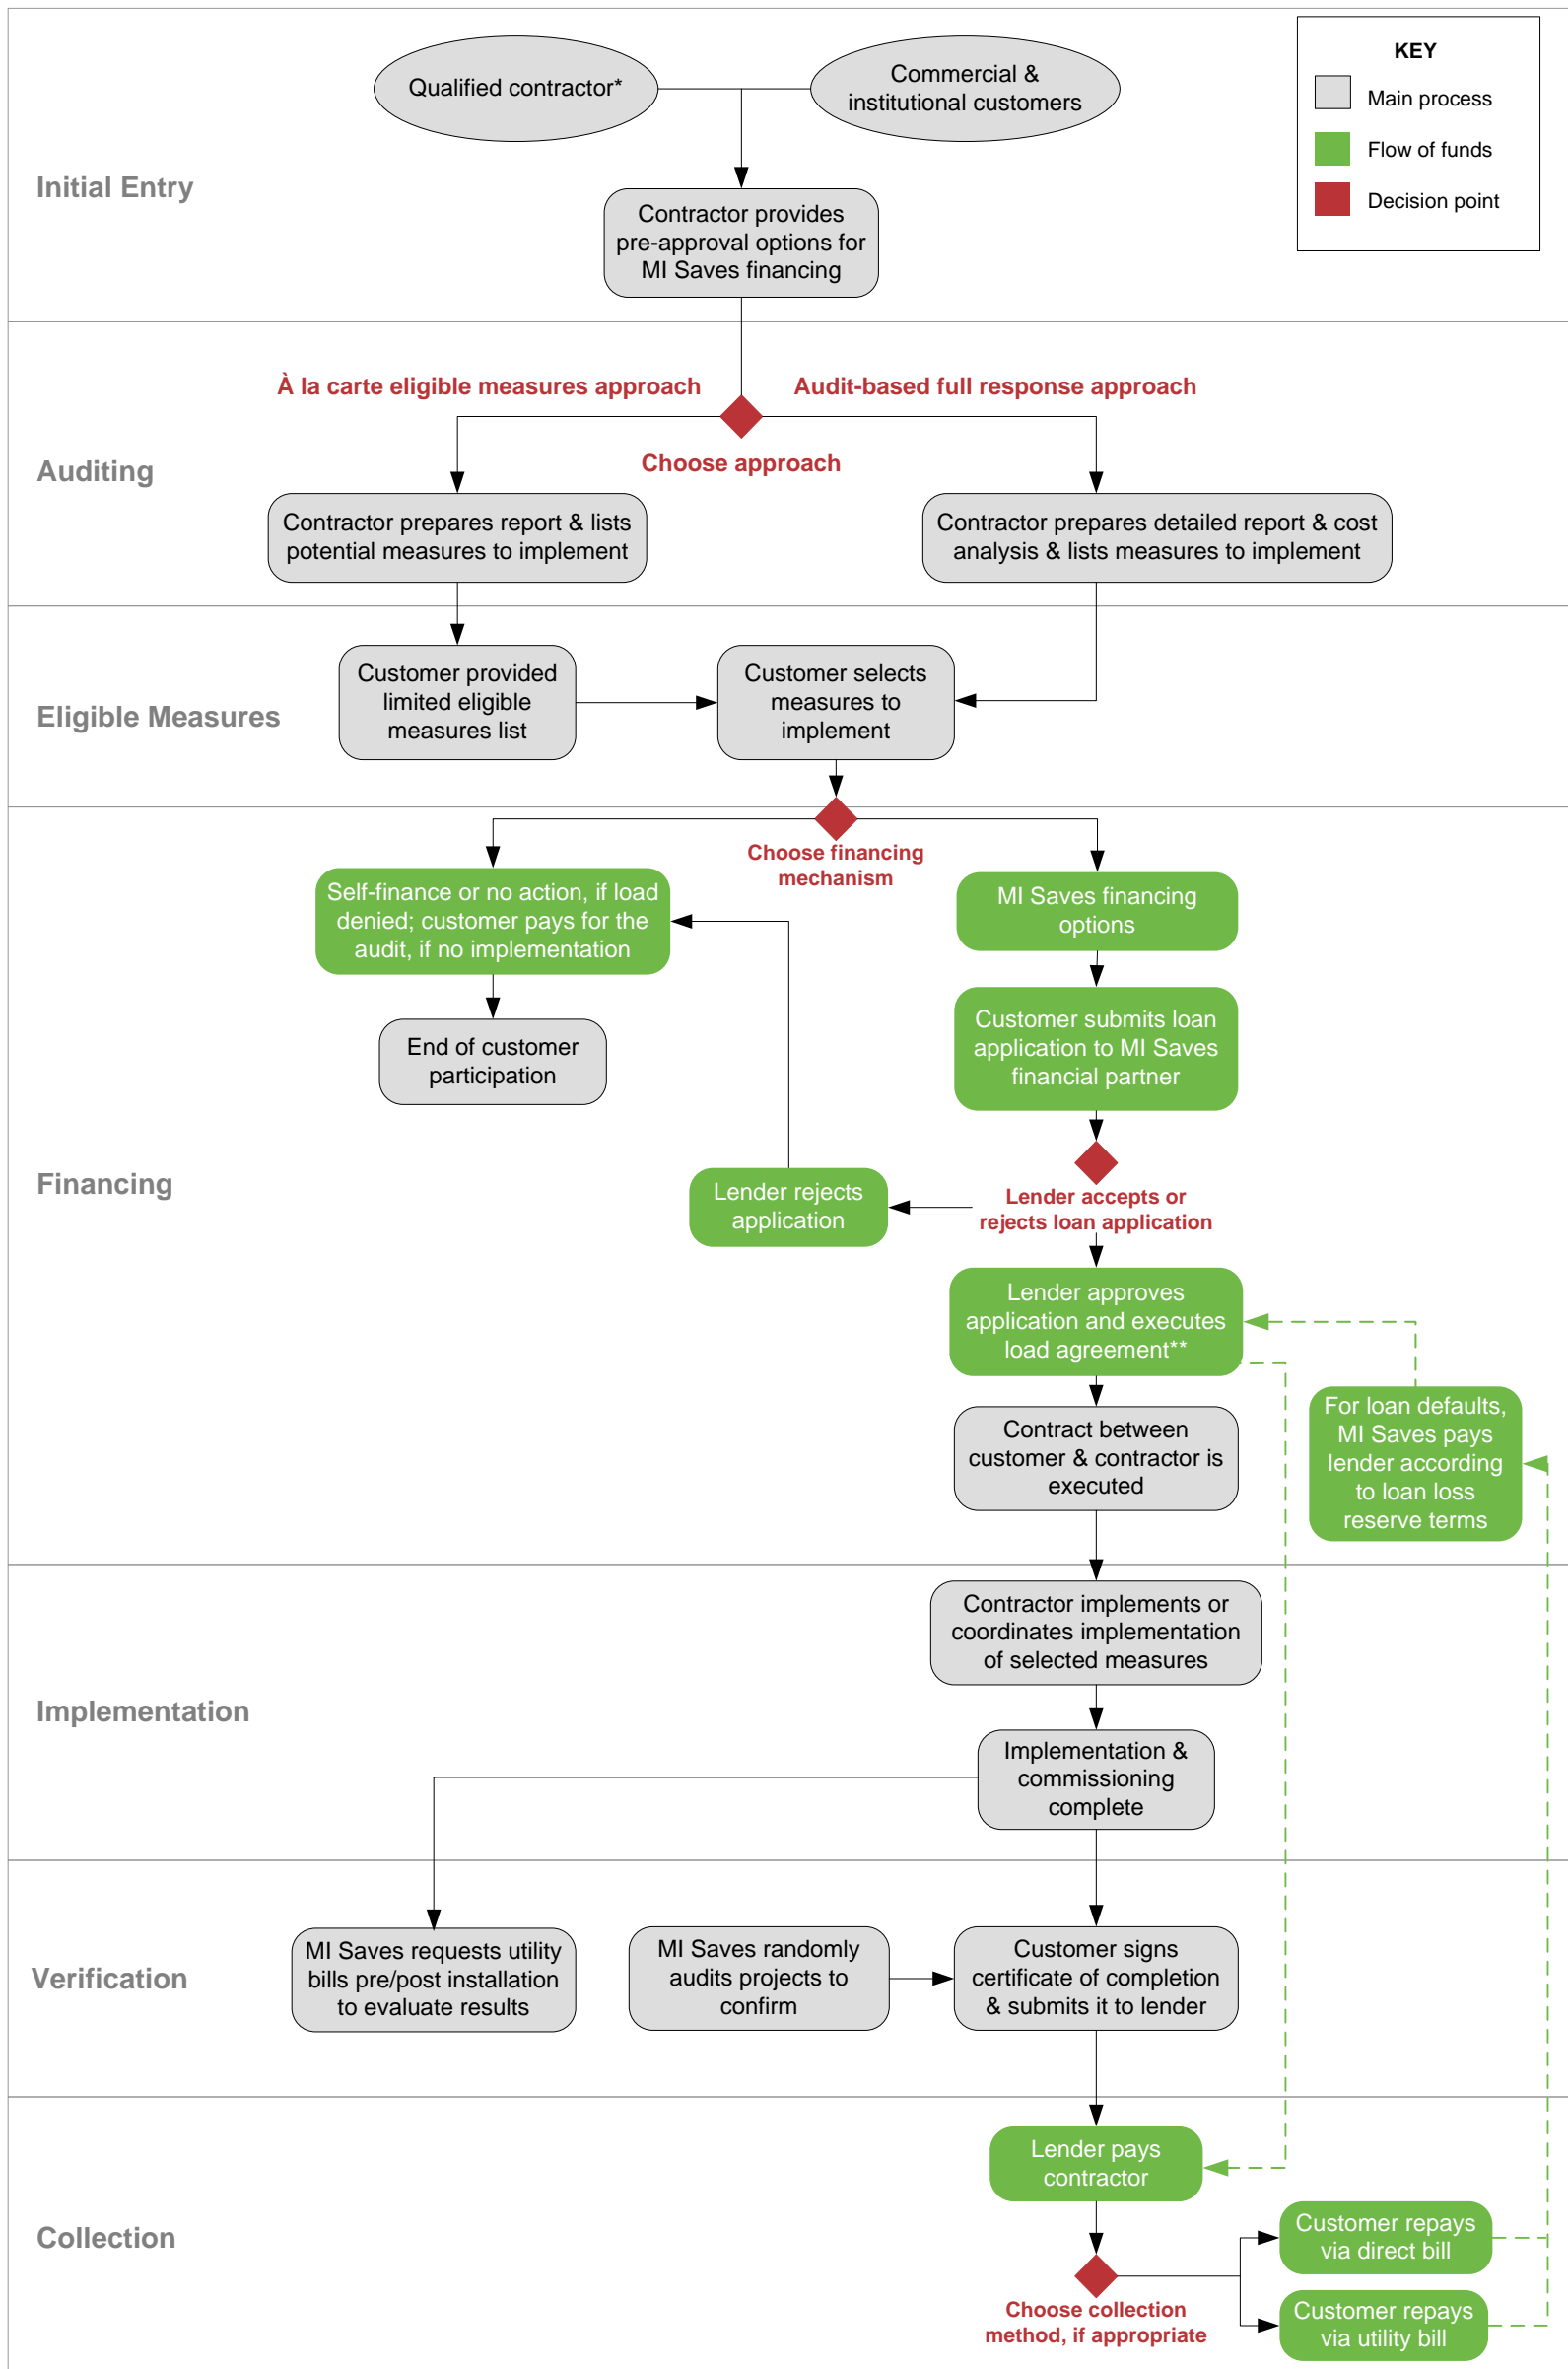 KEY
Main process
Flow of funds
Decision point
Initial Entry
Qualified contractor*
Commercial &
institutional customers
Contractor provides
pre-approval options for
MI Saves financing
Auditing
À la carte eligible measures approach
Audit-based full response approach
Choose approach
Contractor prepares report & lists
potential measures to implement
Contractor prepares detailed report & cost
analysis & lists measures to implement
Eligible Measures
Customer provided
limited eligible
measures list
Customer selects
measures to
implement
Financing
Choose financing
mechanism
Self-finance or no action, if load
denied; customer pays for the
audit, if no implementation
MI Saves financing
options
End of customer
participation
Customer submits loan
application to MI Saves
financial partner
Lender rejects
application
Lender accepts or
rejects loan application
Lender approves
application and executes
load agreement**
Contract between
customer & contractor is
executed
For loan defaults,
MI Saves pays
lender according
to loan loss
reserve terms
Implementation
Contractor implements or
coordinates implementation
of selected measures
Implementation &
commissioning
complete
Verification
MI Saves requests utility
bills pre/post installation
to evaluate results
MI Saves randomly
audits projects to
confirm
Customer signs
certificate of completion
& submits it to lender
Collection
Lender pays
contractor
Choose collection
method, if appropriate
Customer repays
via direct bill
Customer repays
via utility bill